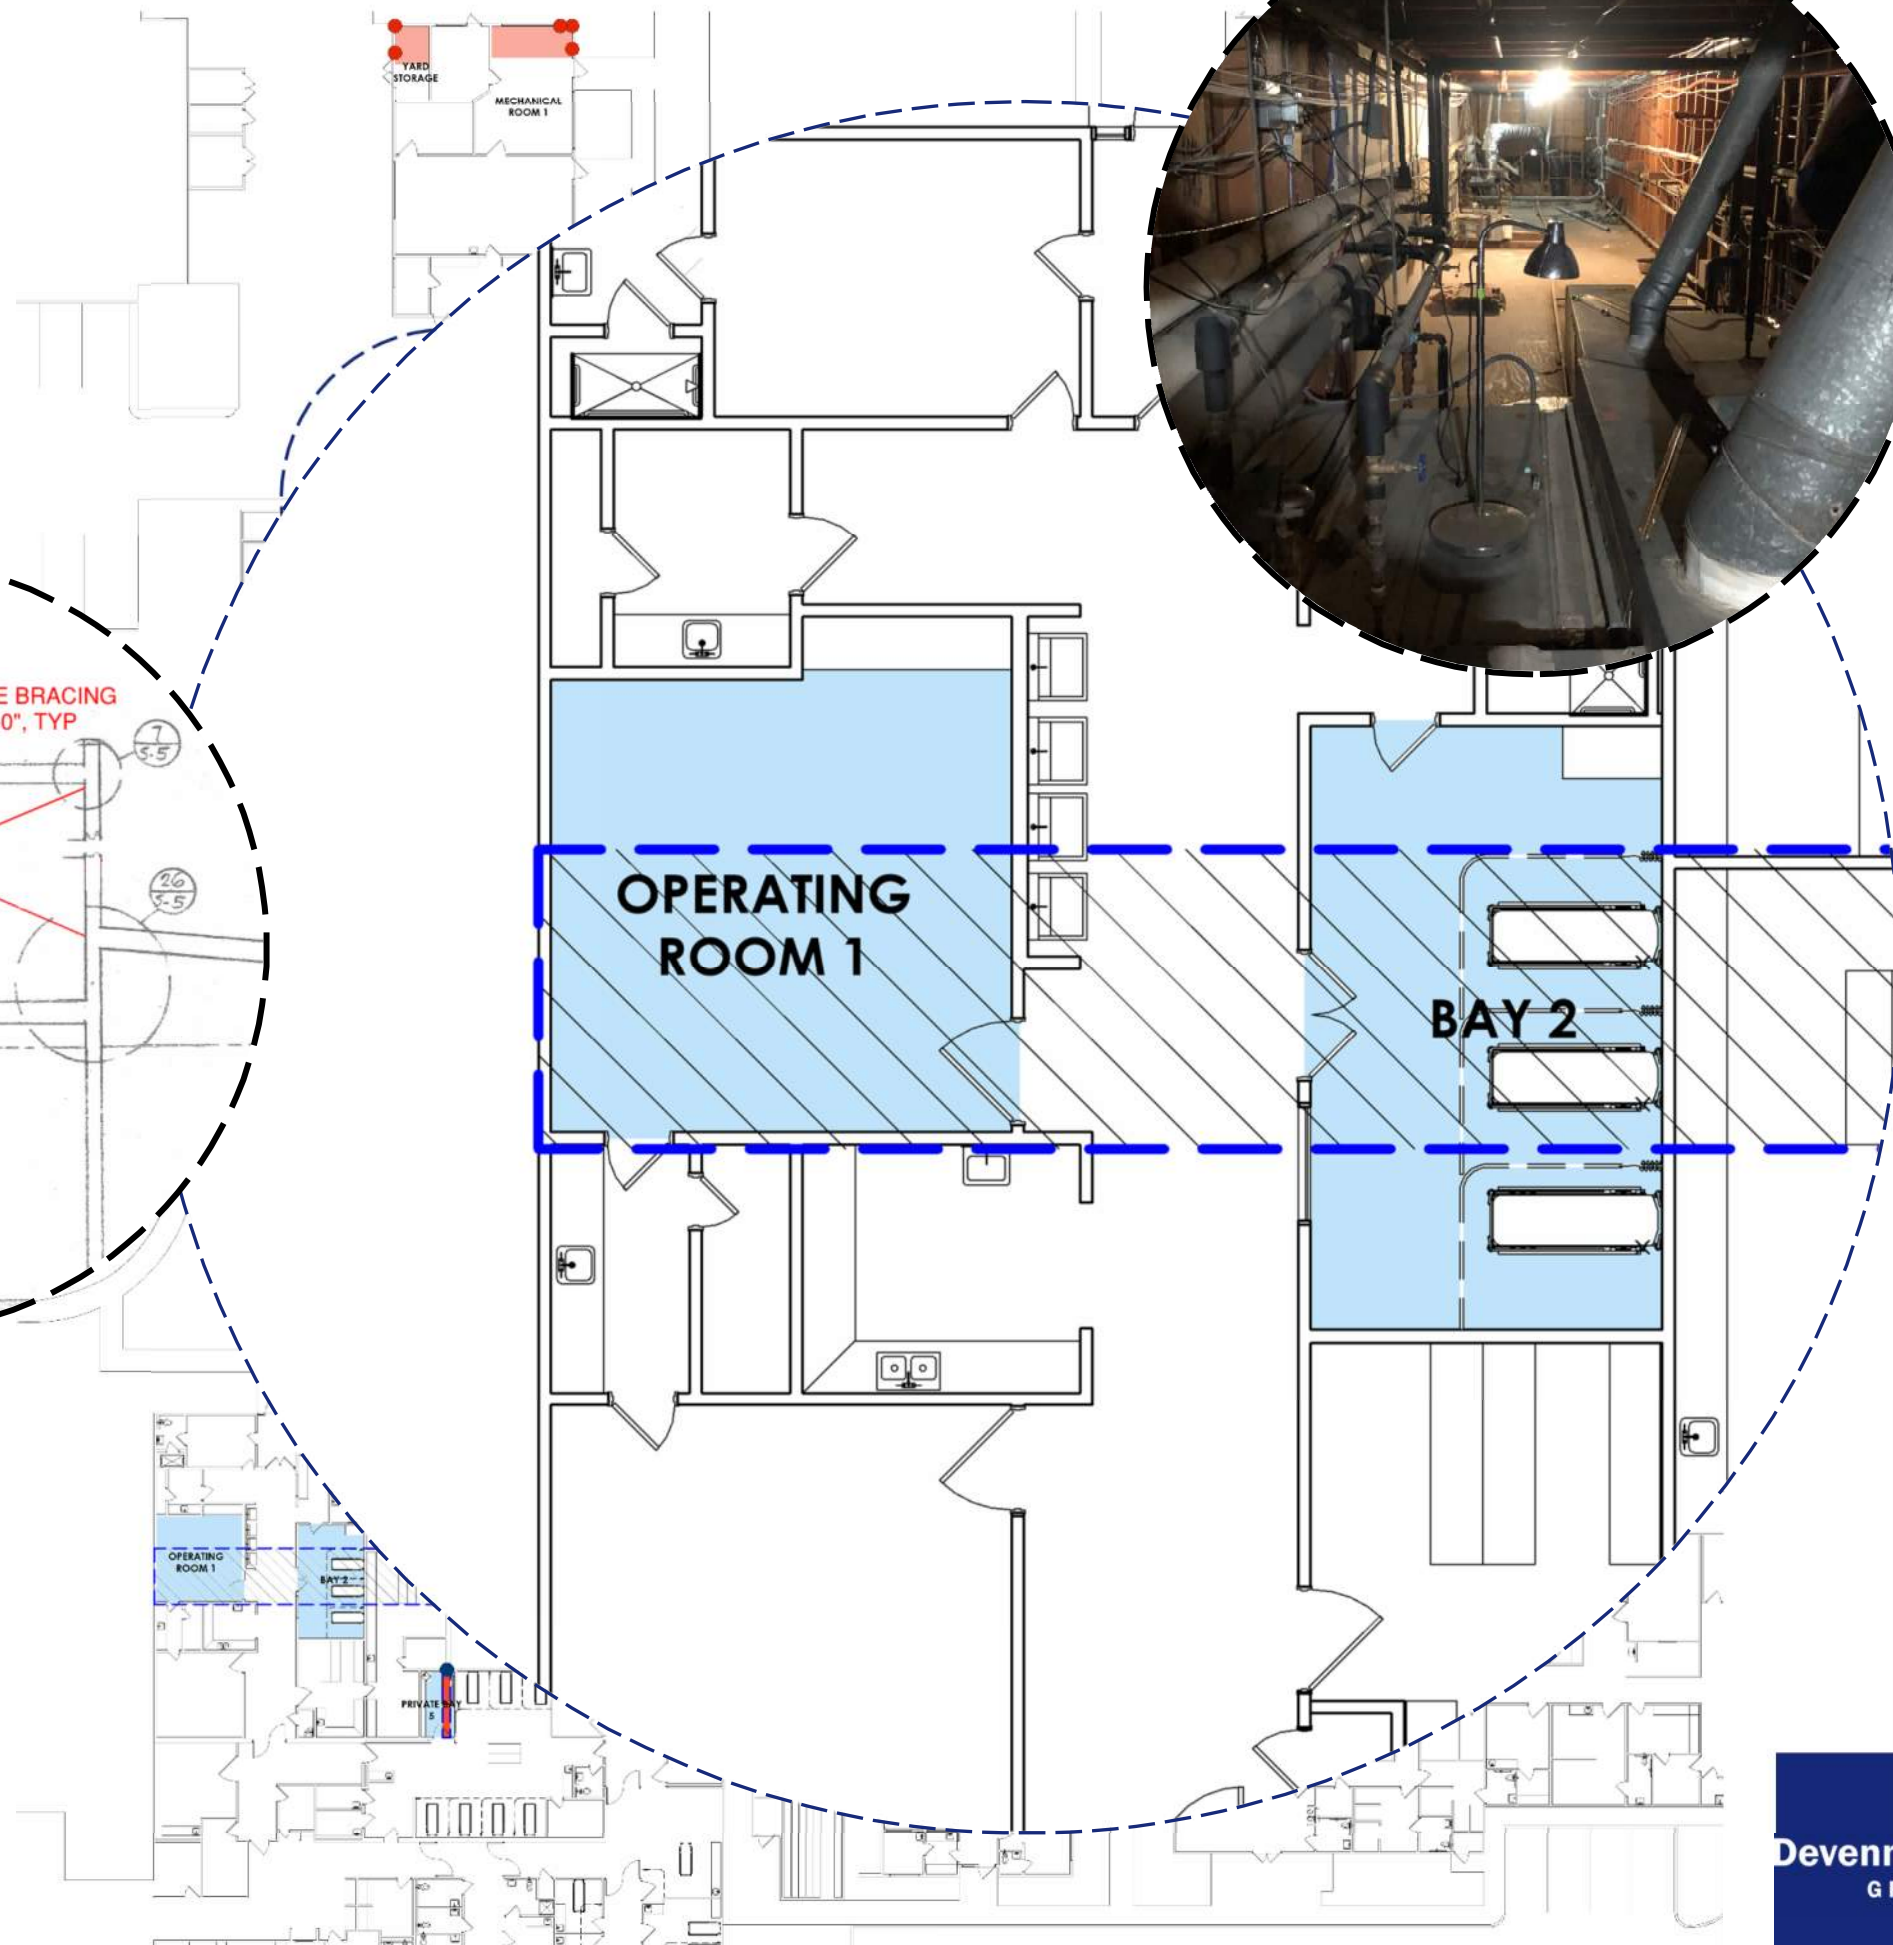 YARD
STORAGE
MECHANICAL
ROOM 1
E BRACING
0", TYP
7
S-5
26
S-5
OPERATING
ROOM 1
BAY 2
OPERATING
ROOM 1
BAY 2
PRIVATE BAY
5
Devenn
G